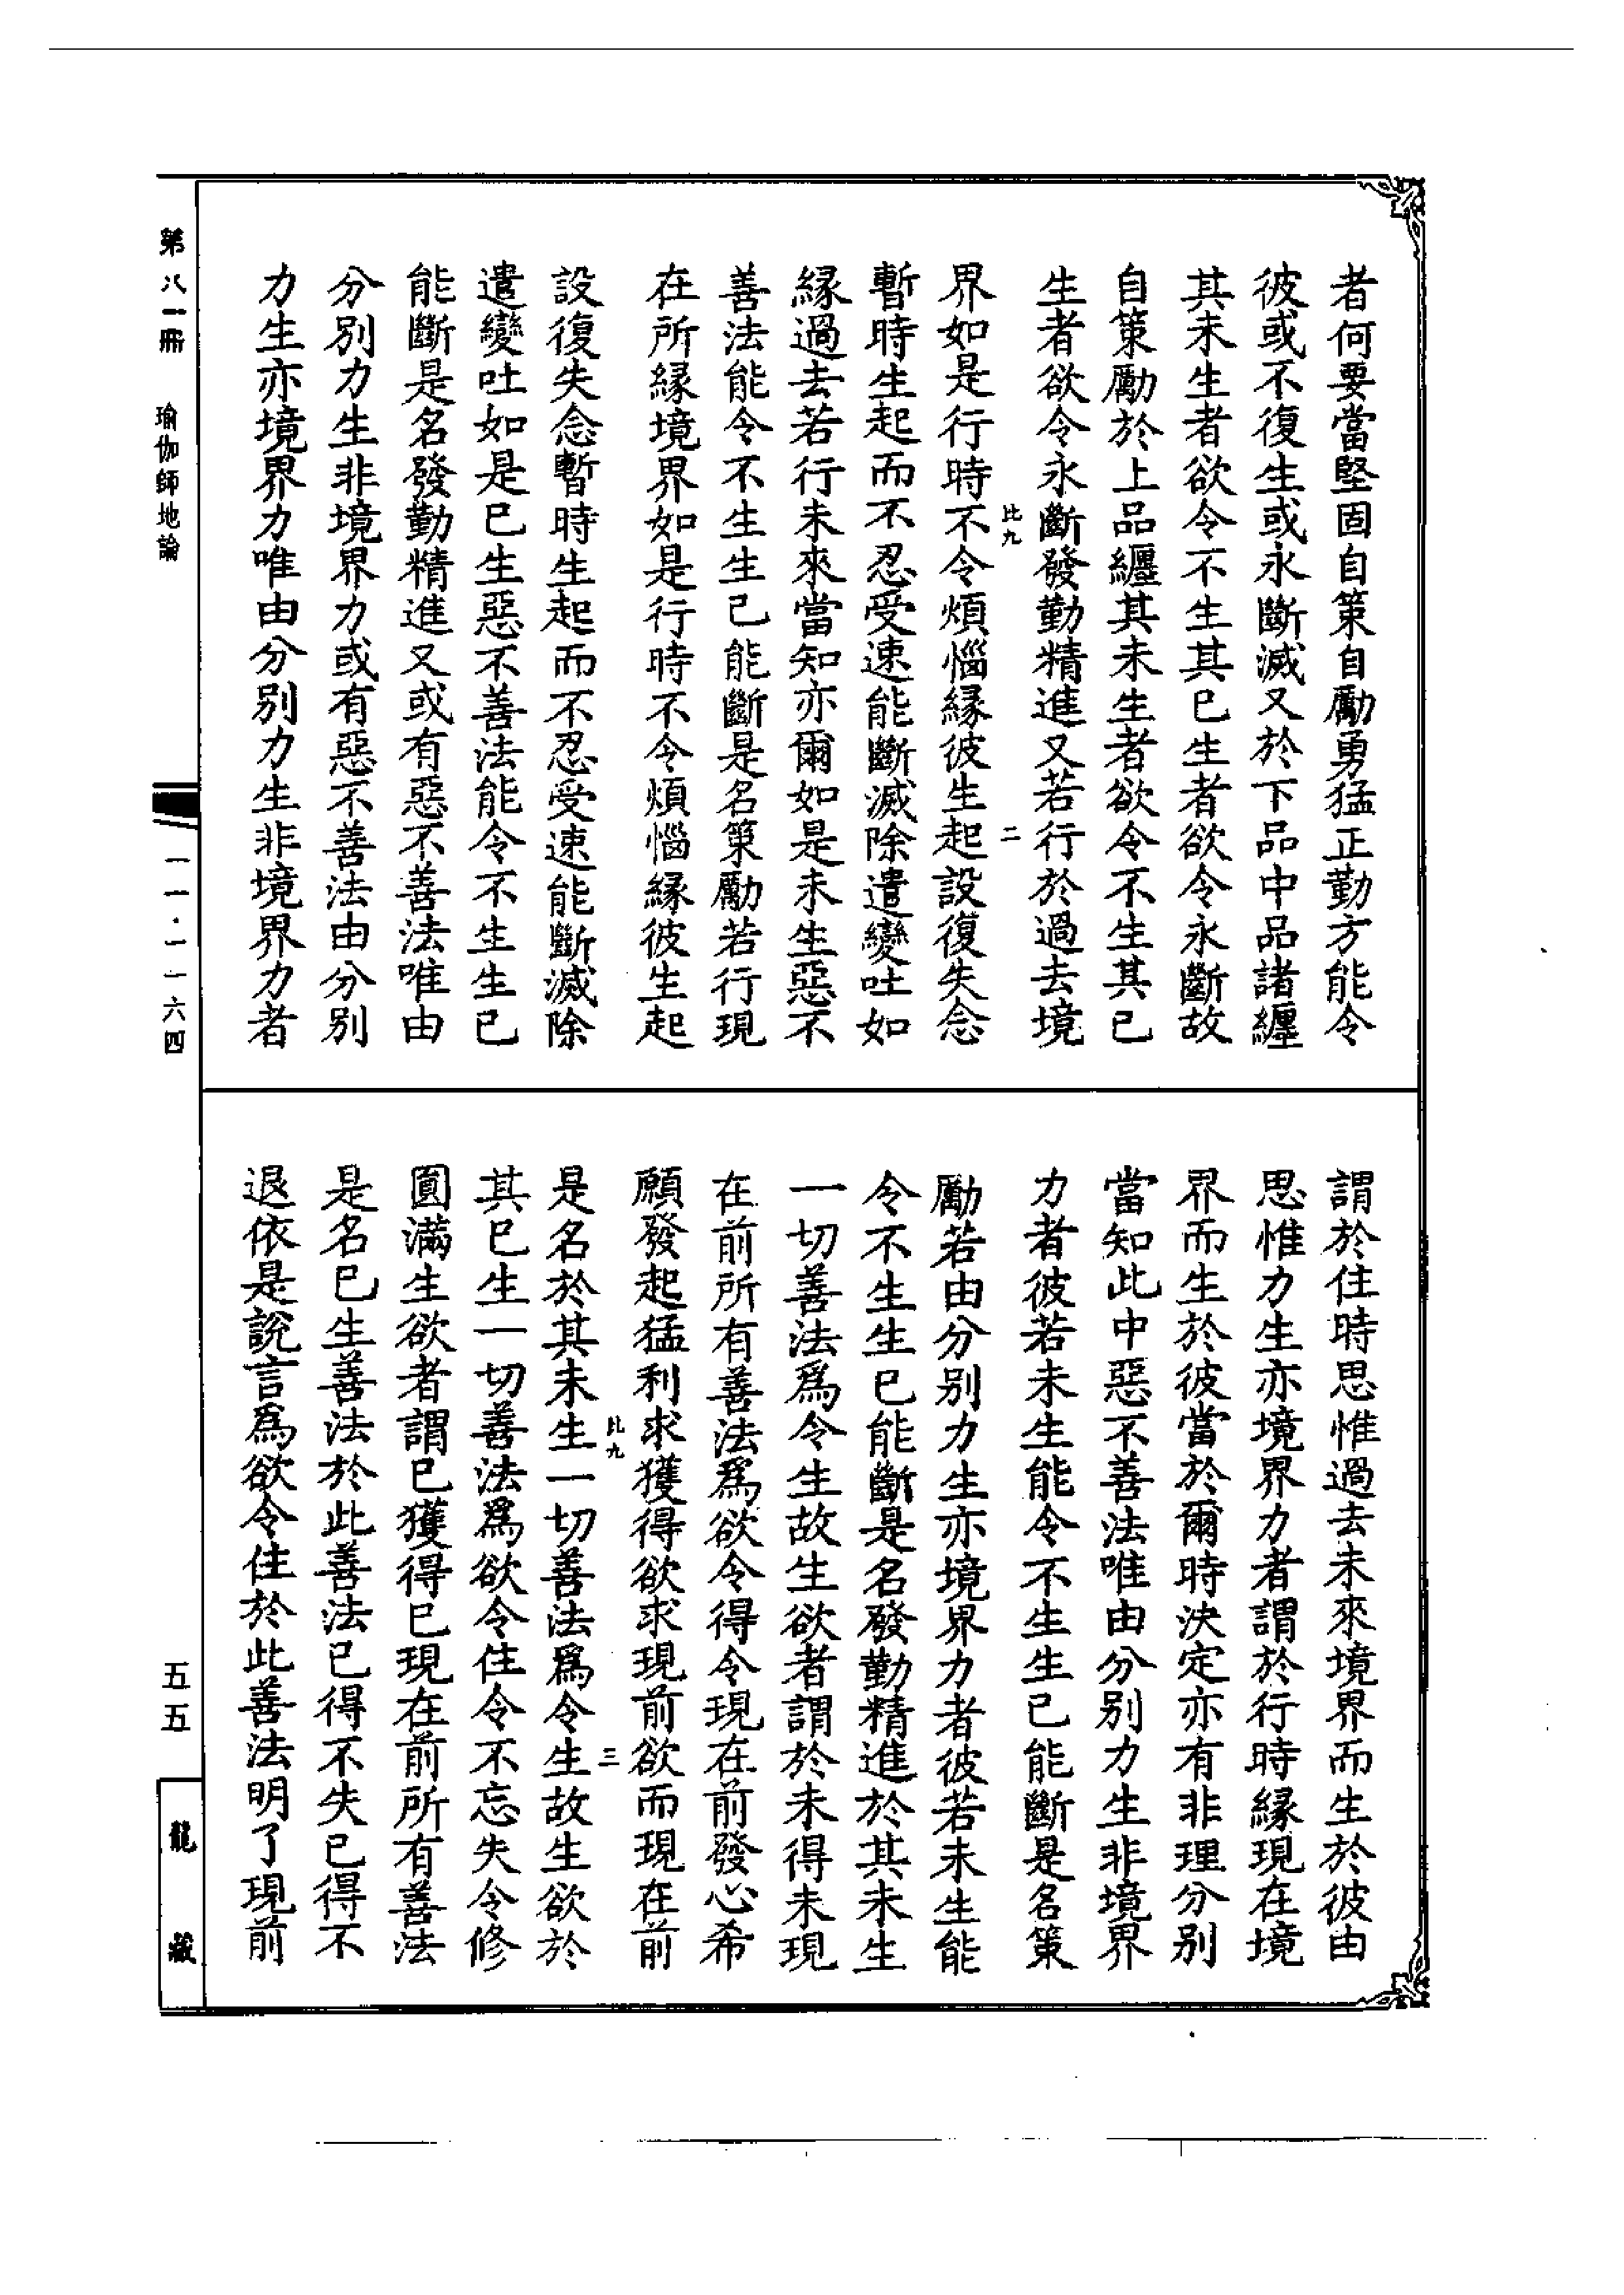 者何要當堅固自策自勵勇猛正勤方能令
彼或不復生或永斷滅又於下品中品諸纏
其未生者欲令不生其已生者欲令永斷故
自策勵於上品纏其未生者欲令不生其已
生者欲令永斷發勤精進又若行於過去境
比九 二
界如是行時不令煩惱緣彼生起設復失念
暫時生起而不忍受速能斷滅除遣變吐如
緣過去若行未來當知亦爾如是未生惡不
善法能令不生生已能斷是名策勵若行現
在所緣境界如是行時不令煩惱緣彼生起
設復失念暫時生起而不忍受速能斷滅除
遣變吐如是已生惡不善法能令不生生已
能斷是名發勤精進又或有惡不善法唯由
分別力生非境界力或有惡不善法由分別
力生亦境界力唯由分別力生非境界力者
謂於住時思惟過去未來境界而生於彼由
思惟力生亦境界力者謂於行時緣現在境
界而生於彼當於爾時決定亦有非理分別
當知此中惡不善法唯由分別力生非境界
力者彼若未生能令不生生已能斷是名策
勵若由分別力生亦境界力者彼若未生能
令不生生已能斷是名發勤精進於其未生
一切善法爲令生故生欲者謂於未得未現
在前所有善法爲欲令得令現在前發心希
願發起猛利求獲得欲求現前欲而現在前
比九 三
是名於其未生一切善法爲令生故生欲於
其已生一切善法爲欲令住令不忘失令修
圓滿生欲者謂已獲得已現在前所有善法
是名已生善法於此善法已得不失已得不
退依是說言爲欲令住於此善法明了現前
第八一冊 瑜伽師地論
一一·一一六四
五五
龍藏